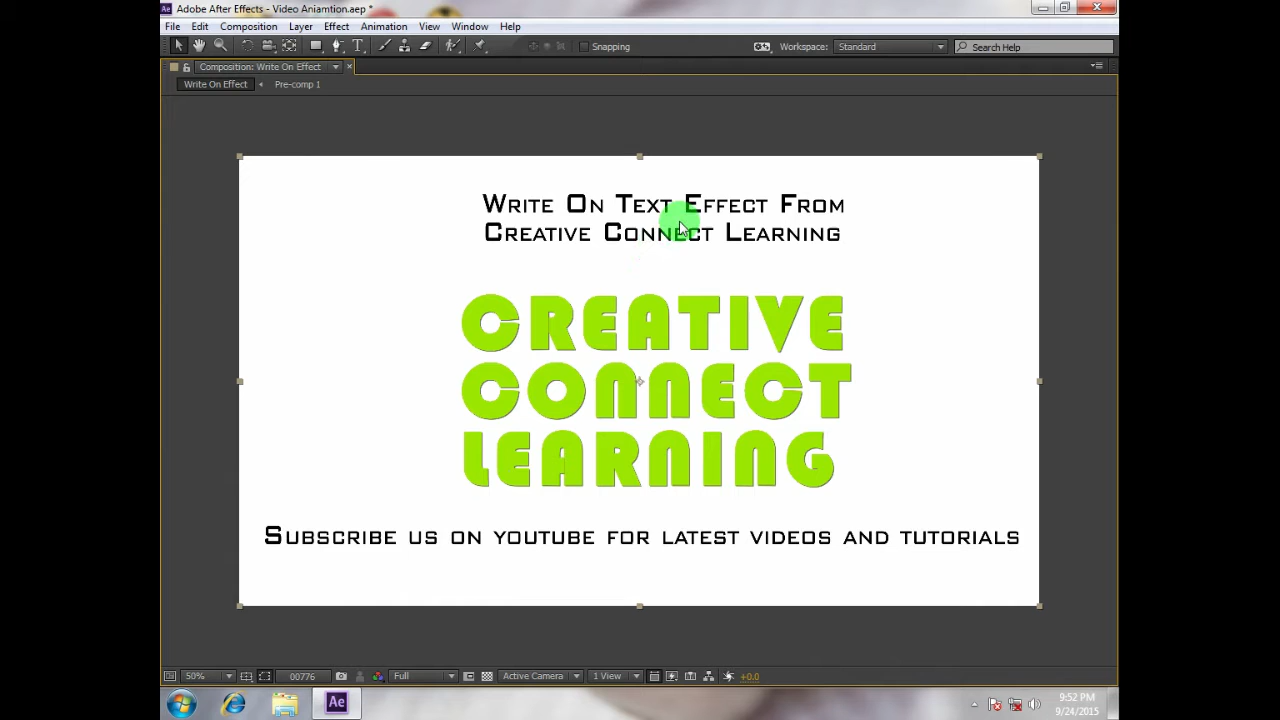 Adobe After Effects - Video Aniamtion.aep *
File Edit Composition Layer Effect Animation View Window Help
Snapping Workspace: Standard Search Help
Composition: Write On Effect
Write On Effect Pre-comp 1
Write On Text Effect From
Creative Connect Learning
CREATIVE
CONNECT
LEARNING
Subscribe us on youtube for latest videos and tutorials
50% 00776 Full Active Camera 1 View +0.0
9:52 PM
9/24/2015